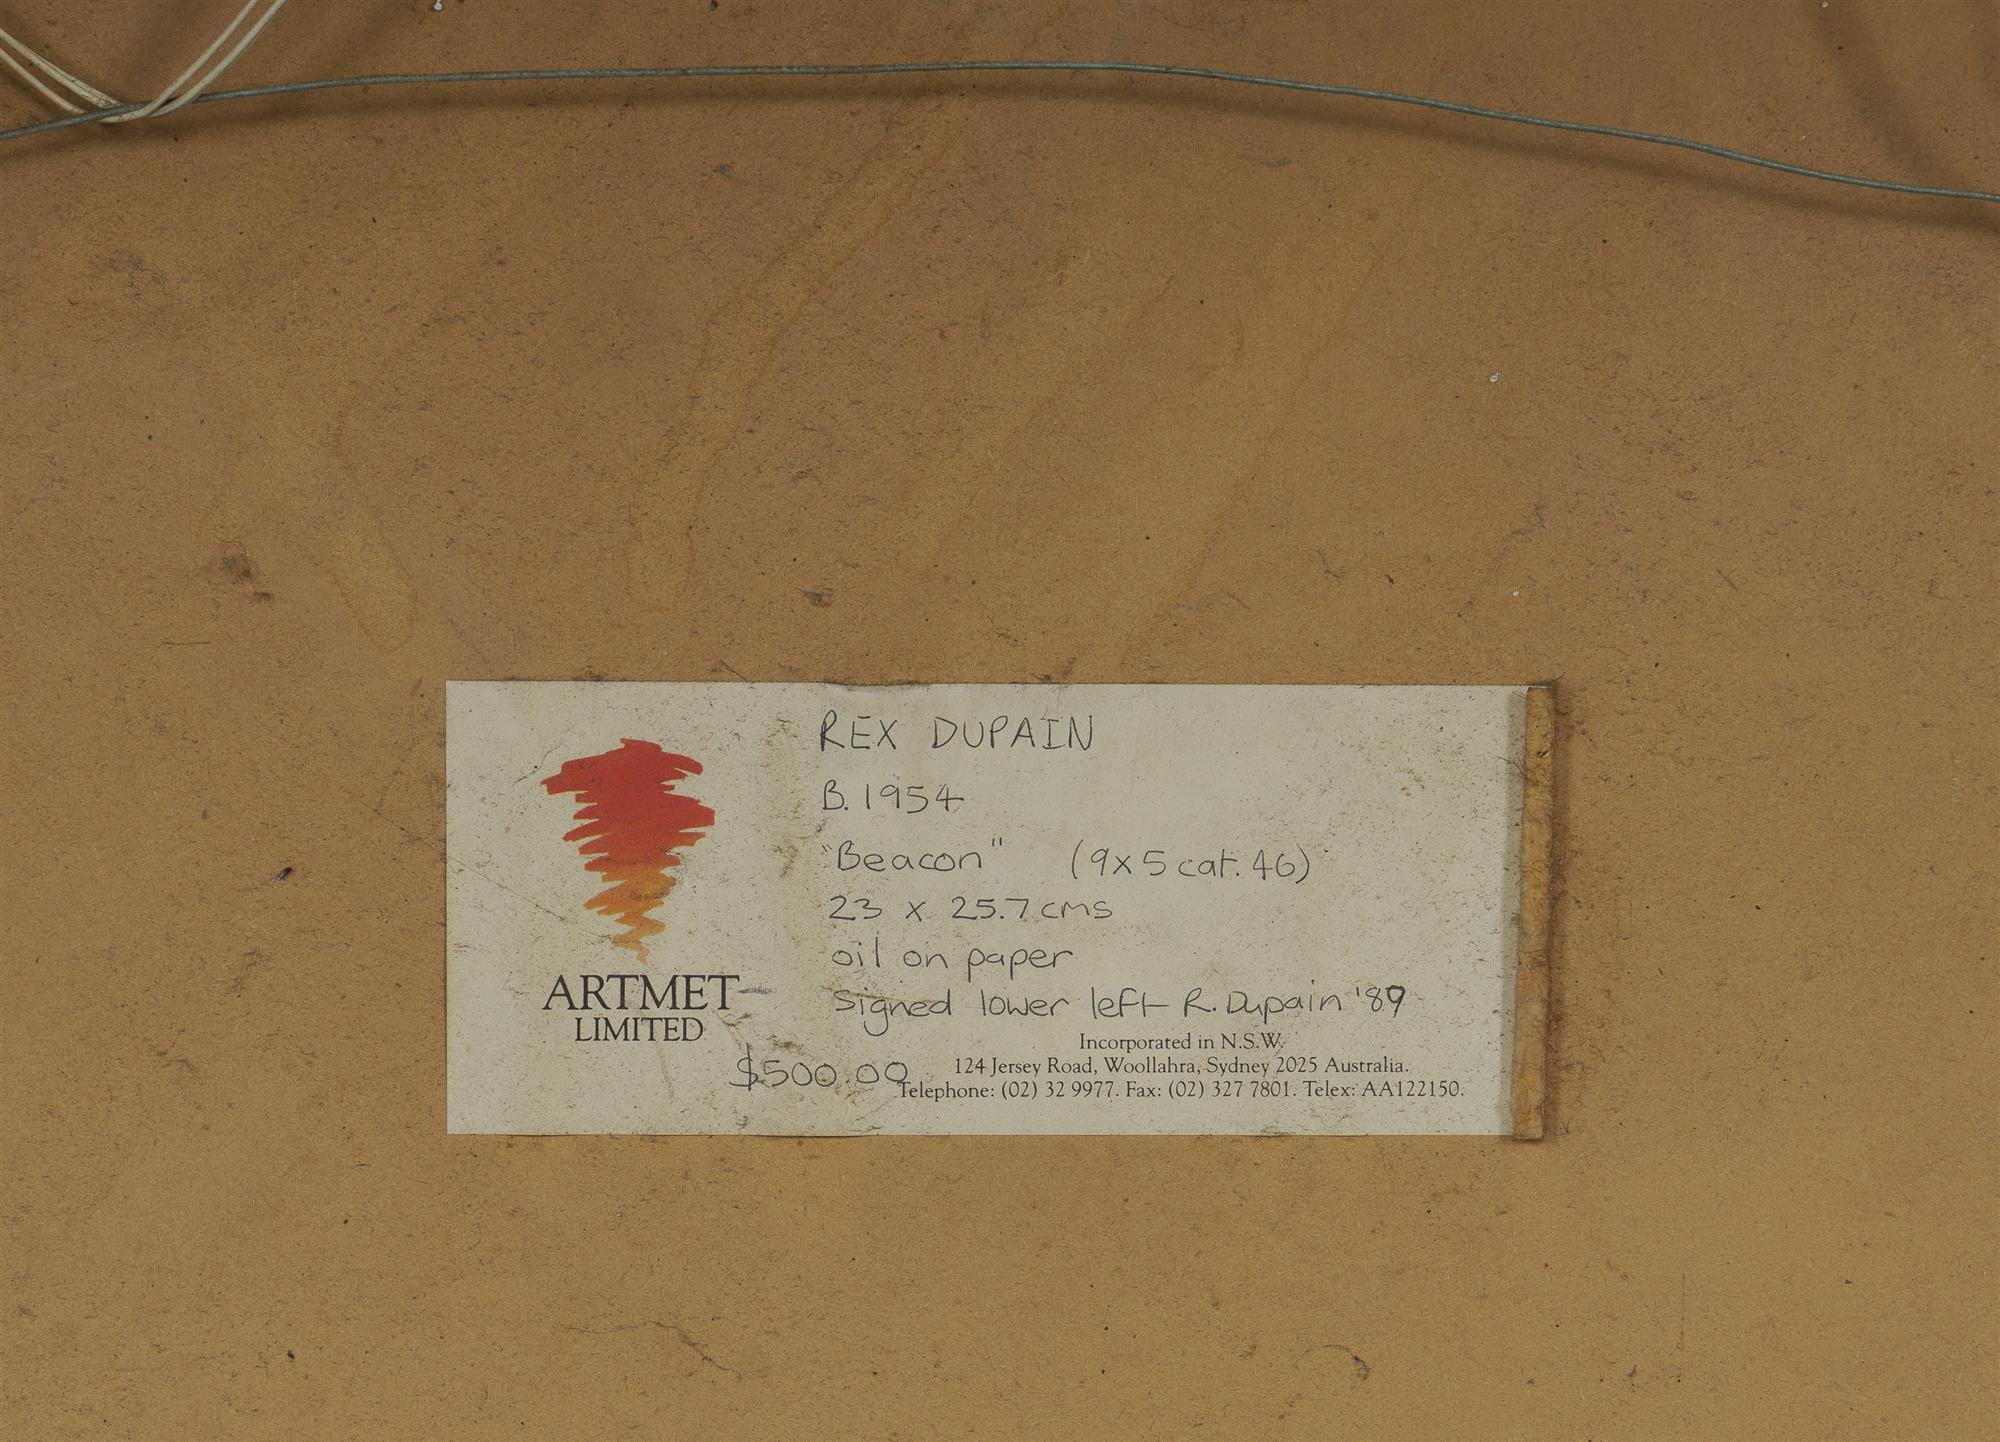 REX DUPAIN
B. 1954
"Beacon" (9x5 cat. 46)
23 x 25.7 cms
oil on paper
signed lower left R. Dupain '89
ARTMET
LIMITED
$500.00
Incorporated in N.S.W.
124 Jersey Road, Woollahra, Sydney 2025 Australia.
Telephone: (02) 32 9977. Fax: (02) 327 7801. Telex: AA122150.